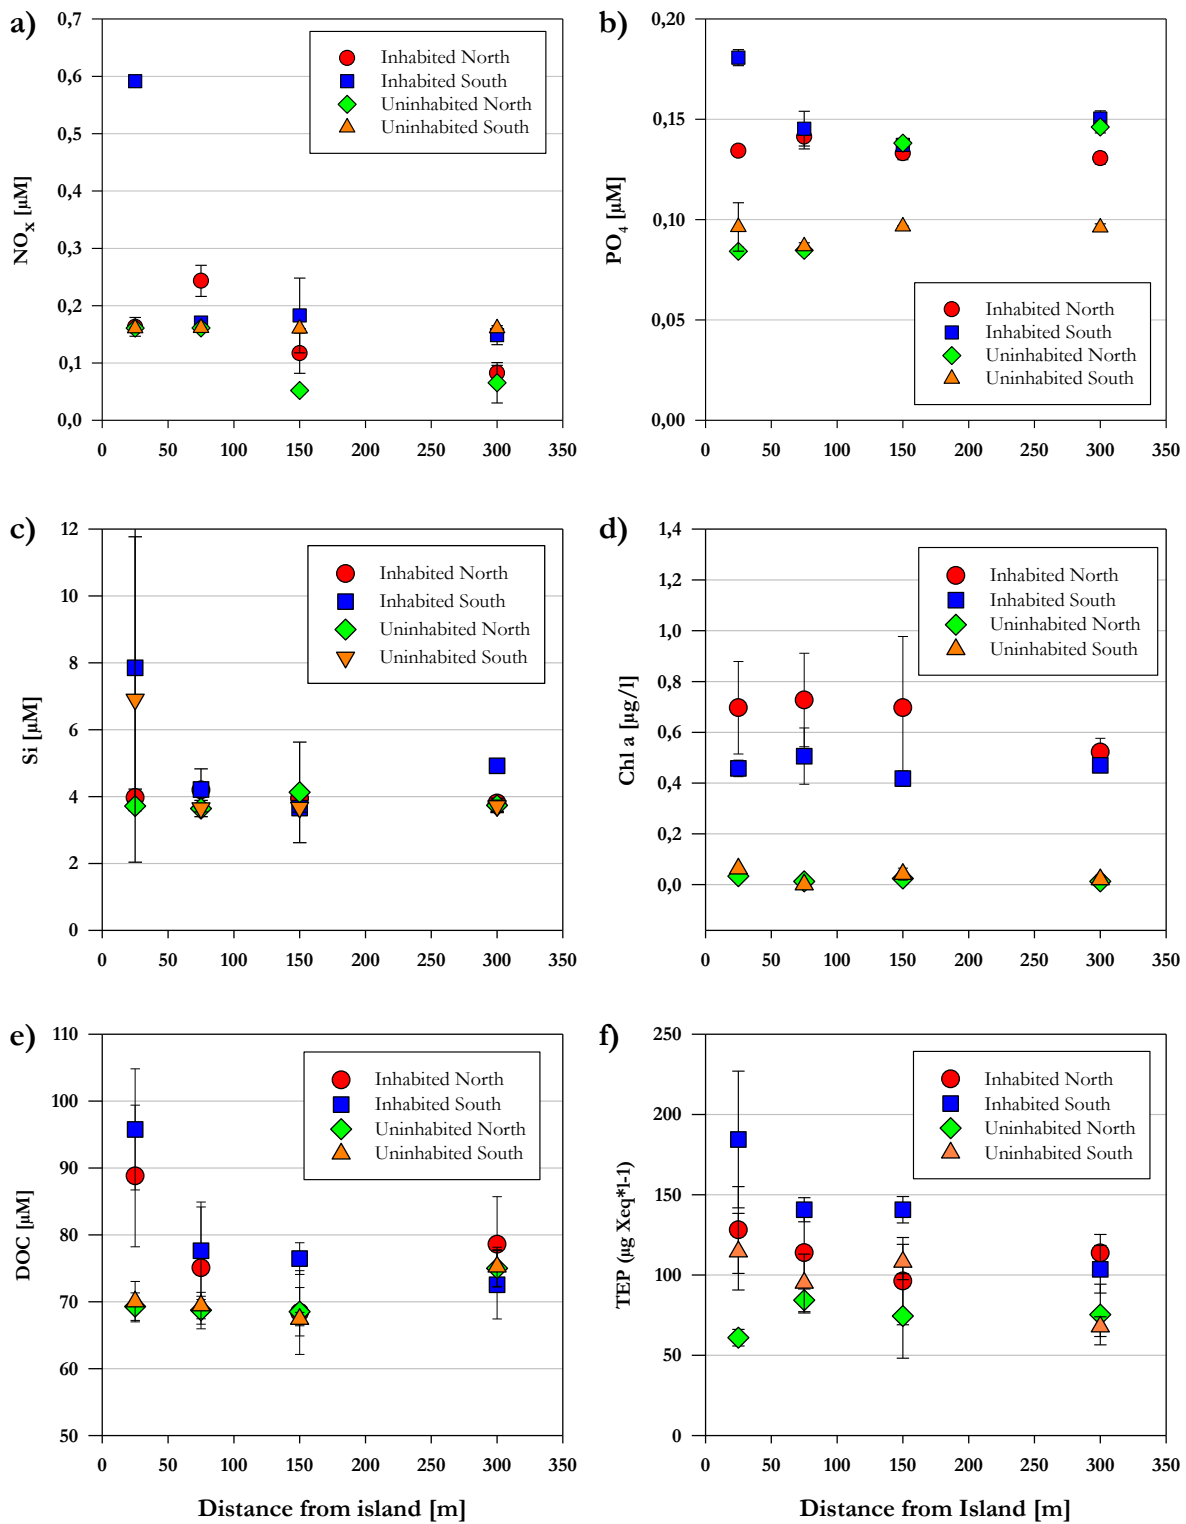 a)
0,7
0,6
0,5
0,4
0,3
0,2
0,1
0,0
NOX [µM]
Inhabited North
Inhabited South
Uninhabited North
Uninhabited South
0 50 100 150 200 250 300 350
b)
0,20
0,15
0,10
0,05
0,00
PO4 [µM]
Inhabited North
Inhabited South
Uninhabited North
Uninhabited South
0 50 100 150 200 250 300 350
c)
12
10
8
6
4
2
0
Si [µM]
Inhabited North
Inhabited South
Uninhabited North
Uninhabited South
0 50 100 150 200 250 300 350
d)
1,4
1,2
1,0
0,8
0,6
0,4
0,2
0,0
Chl a [µg/l]
Inhabited North
Inhabited South
Uninhabited North
Uninhabited South
0 50 100 150 200 250 300 350
e)
110
100
90
80
70
60
50
DOC [µM]
Inhabited North
Inhabited South
Uninhabited North
Uninhabited South
0 50 100 150 200 250 300 350
Distance from island [m]
f)
250
200
150
100
50
0
TEP (µg Xeq*l-1)
Inhabited North
Inhabited South
Uninhabited North
Uninhabited South
0 50 100 150 200 250 300 350
Distance from Island [m]